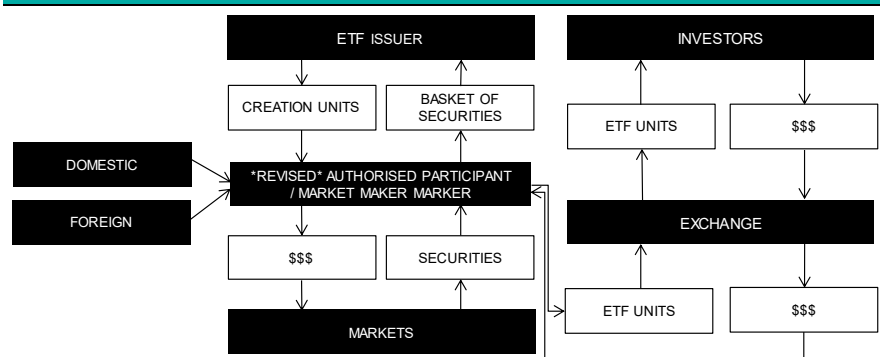 ETF ISSUER
INVESTORS
CREATION UNITS
BASKET OF
SECURITIES
ETF UNITS
$$$
DOMESTIC
*REVISED* AUTHORISED PARTICIPANT
/ MARKET MAKER MARKER
FOREIGN
EXCHANGE
$$$
SECURITIES
ETF UNITS
$$$
MARKETS